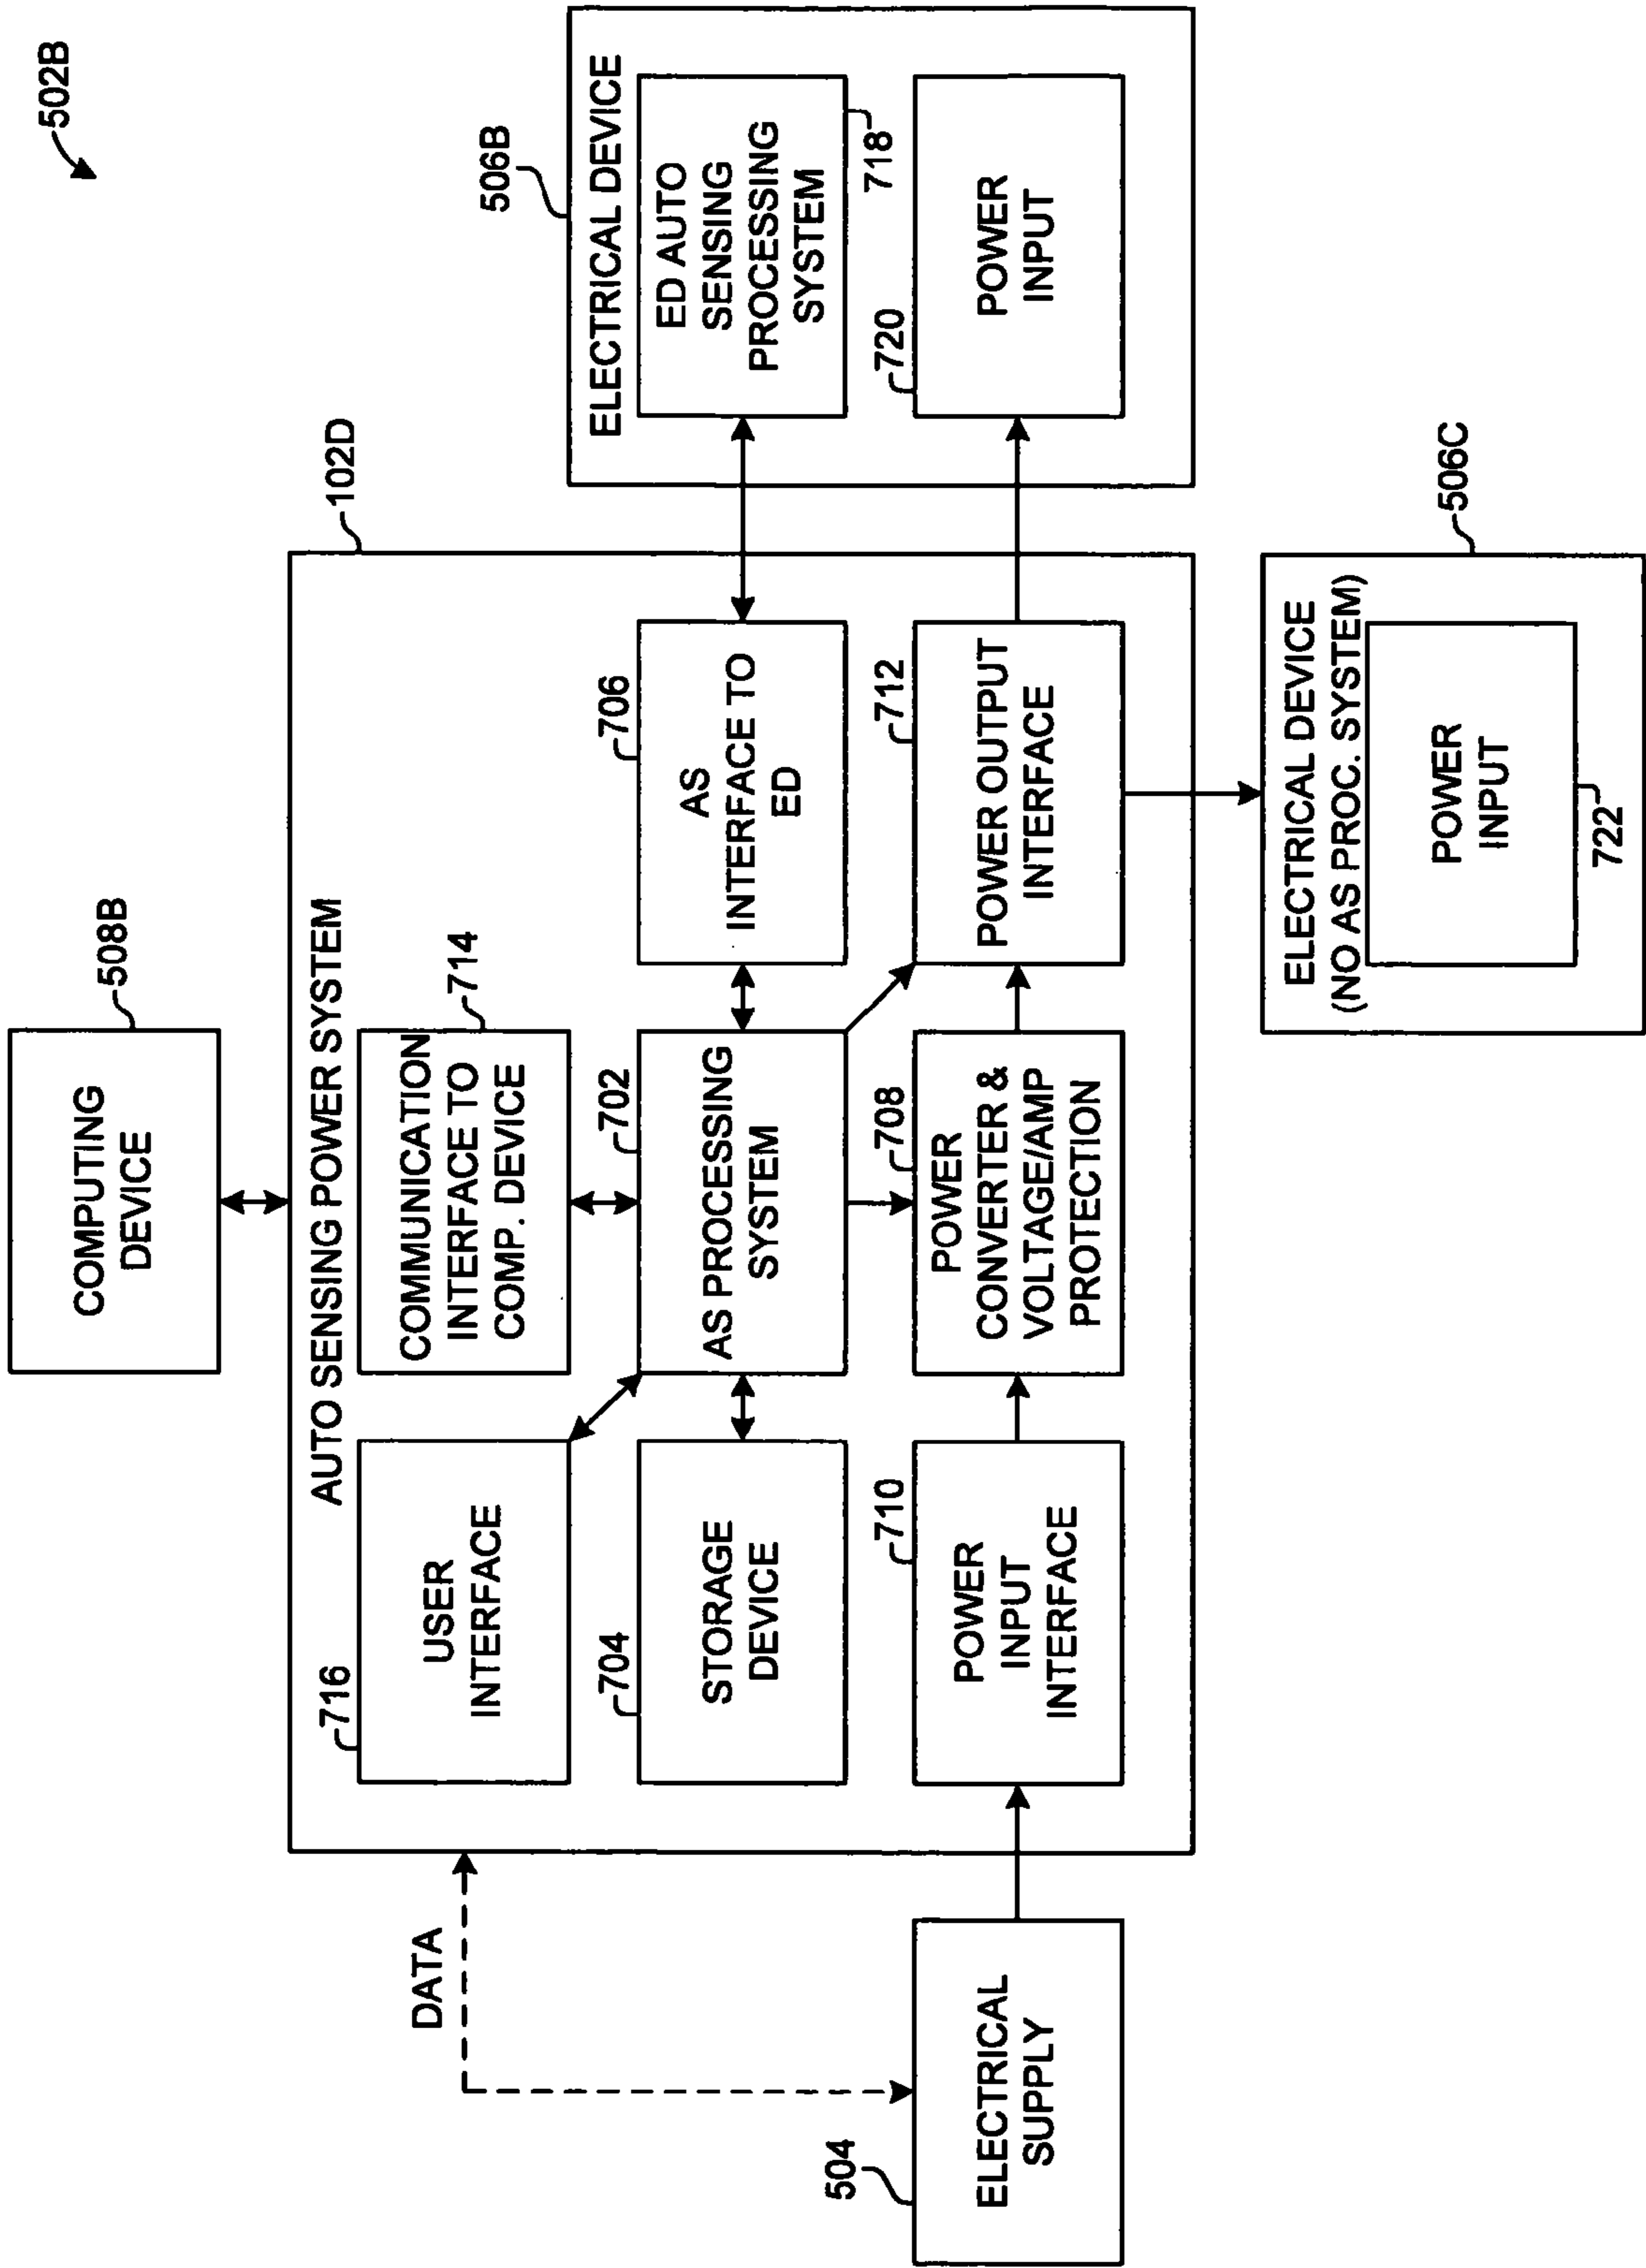 502B
COMPUTING
DEVICE
508B
102D
AUTO SENSING POWER SYSTEM
DATA
716
USER
INTERFACE
COMMUNICATION
INTERFACE TO
COMP. DEVICE
714
506B
ELECTRICAL DEVICE
704
STORAGE
DEVICE
702
AS PROCESSING
SYSTEM
706
AS
INTERFACE TO
ED
ED AUTO
SENSING
PROCESSING
SYSTEM
718
504
ELECTRICAL
SUPPLY
710
POWER
INPUT
INTERFACE
708
POWER
CONVERTER &
VOLTAGE/AMP
PROTECTION
712
POWER OUTPUT
INTERFACE
720
POWER
INPUT
506C
ELECTRICAL DEVICE
(NO AS PROC. SYSTEM)
POWER
INPUT
722